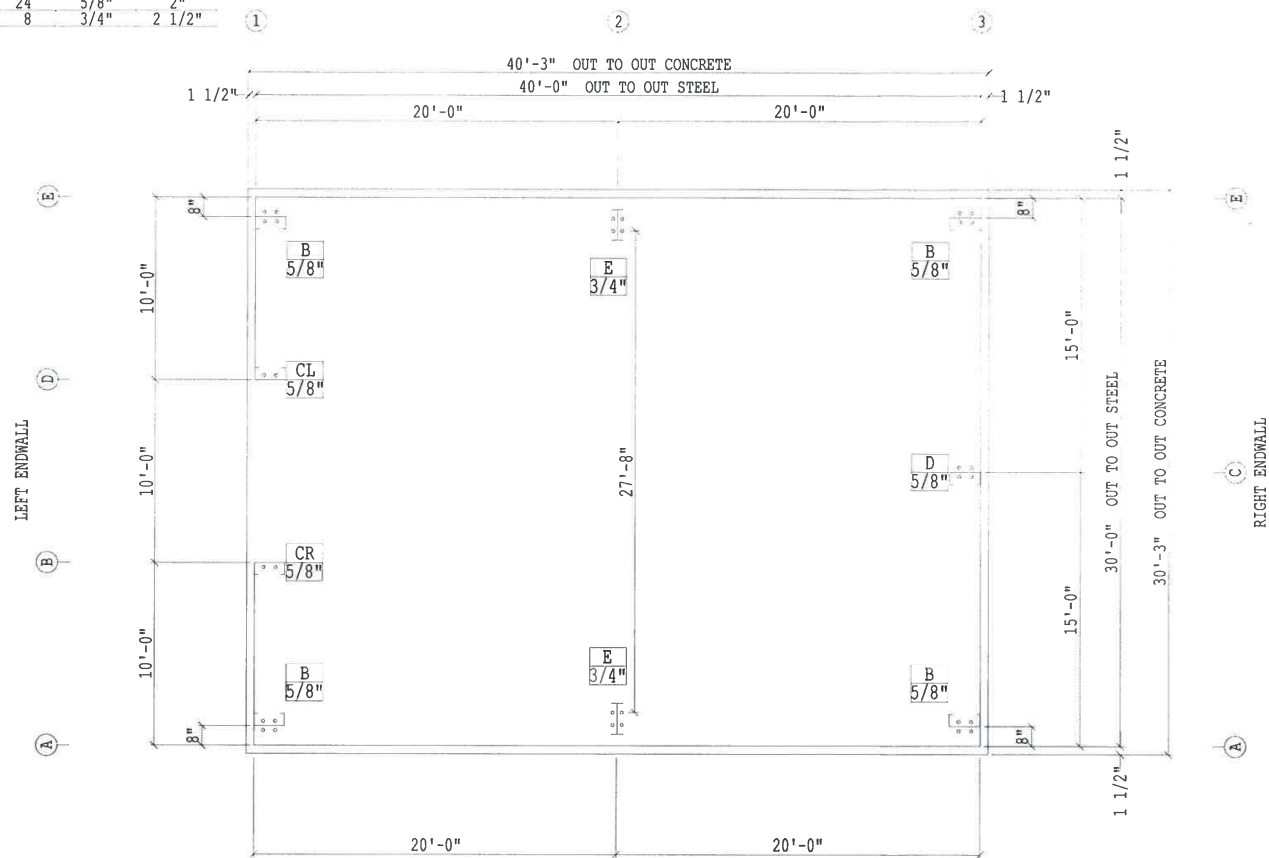 24 5/8" 2"
8 3/4" 2 1/2"
1 2 3
40'-3" OUT TO OUT CONCRETE
40'-0" OUT TO OUT STEEL
1 1/2" 1 1/2"
20'-0" 20'-0"
1 1/2"
E E
8" 8"
B
5/8"
E
3/4"
B
5/8"
10'-0"
15'-0"
D
CL
5/8"
LEFT ENDWALL
10'-0"
27'-8"
D
5/8"
C
30'-0" OUT TO OUT STEEL
30'-3" OUT TO OUT CONCRETE
RIGHT ENDWALL
B
CR
5/8"
10'-0"
15'-0"
B
5/8"
E
3/4"
B
5/8"
A A
8" 8"
1 1/2"
20'-0" 20'-0"